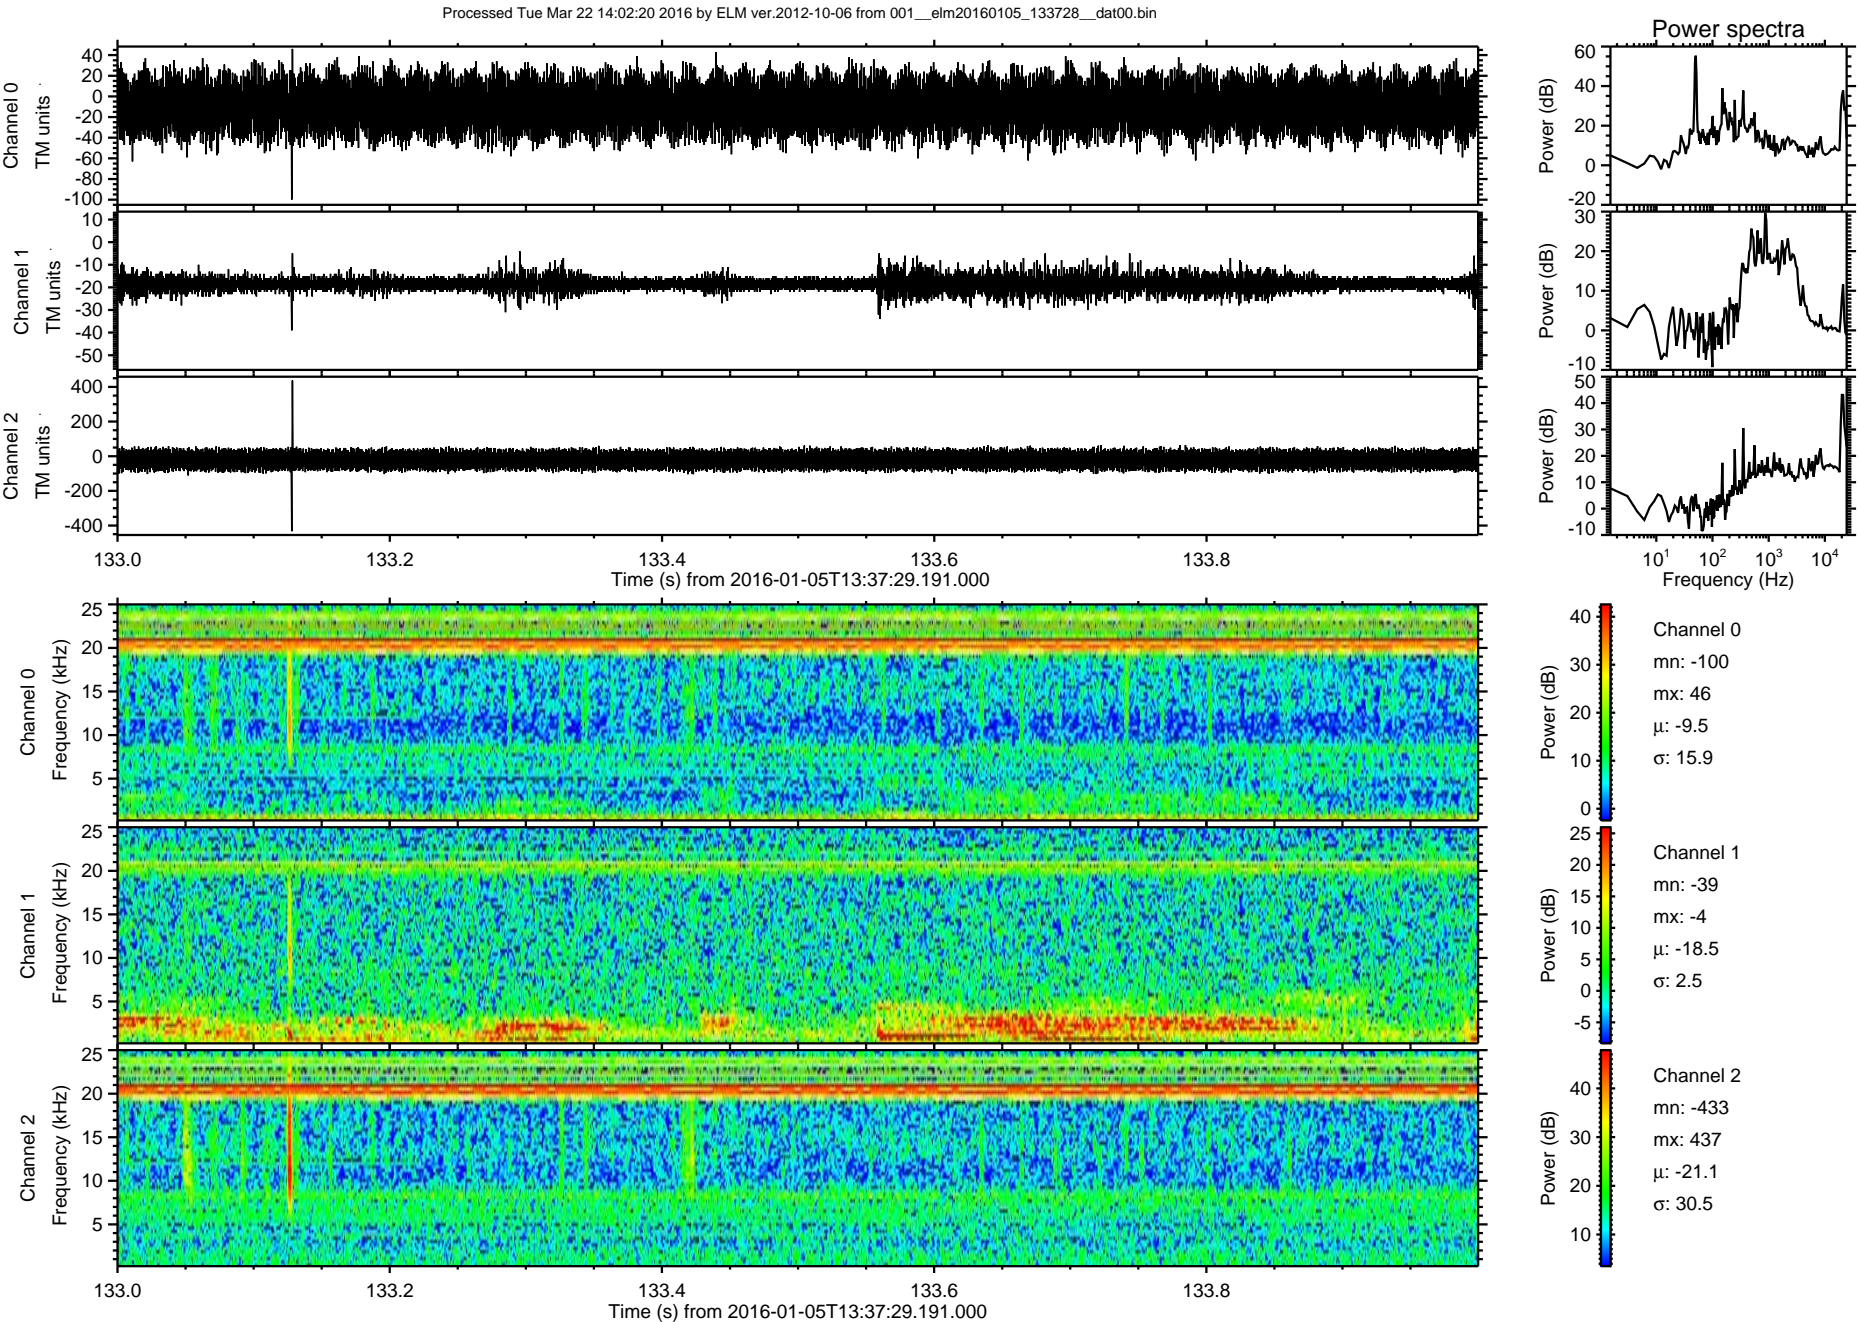 Processed Tue Mar 22 14:02:20 2016 by ELM ver.2012-10-06 from 001__elm20160105_133728__dat00.bin
Power spectra
Channel 0
TM units
40
20
0
-20
-40
-60
-80
-100
Power (dB)
60
40
20
0
-20
Channel 1
TM units
10
0
-10
-20
-30
-40
-50
Power (dB)
30
20
10
0
-10
Channel 2
TM units
400
200
0
-200
-400
Power (dB)
50
40
30
20
10
0
-10
133.0 133.2 133.4 133.6 133.8
Time (s) from 2016-01-05T13:37:29.191.000
10¹ 10² 10³ 10⁴
Frequency (Hz)
Channel 0
Frequency (kHz)
25
20
15
10
5
Power (dB)
40
30
20
10
0
Channel 0
mn: -100
mx: 46
μ: -9.5
σ: 15.9
Channel 1
Frequency (kHz)
25
20
15
10
5
Power (dB)
25
20
15
10
5
0
-5
Channel 1
mn: -39
mx: -4
μ: -18.5
σ: 2.5
Channel 2
Frequency (kHz)
25
20
15
10
5
Power (dB)
40
30
20
10
Channel 2
mn: -433
mx: 437
μ: -21.1
σ: 30.5
133.0 133.2 133.4 133.6 133.8
Time (s) from 2016-01-05T13:37:29.191.000